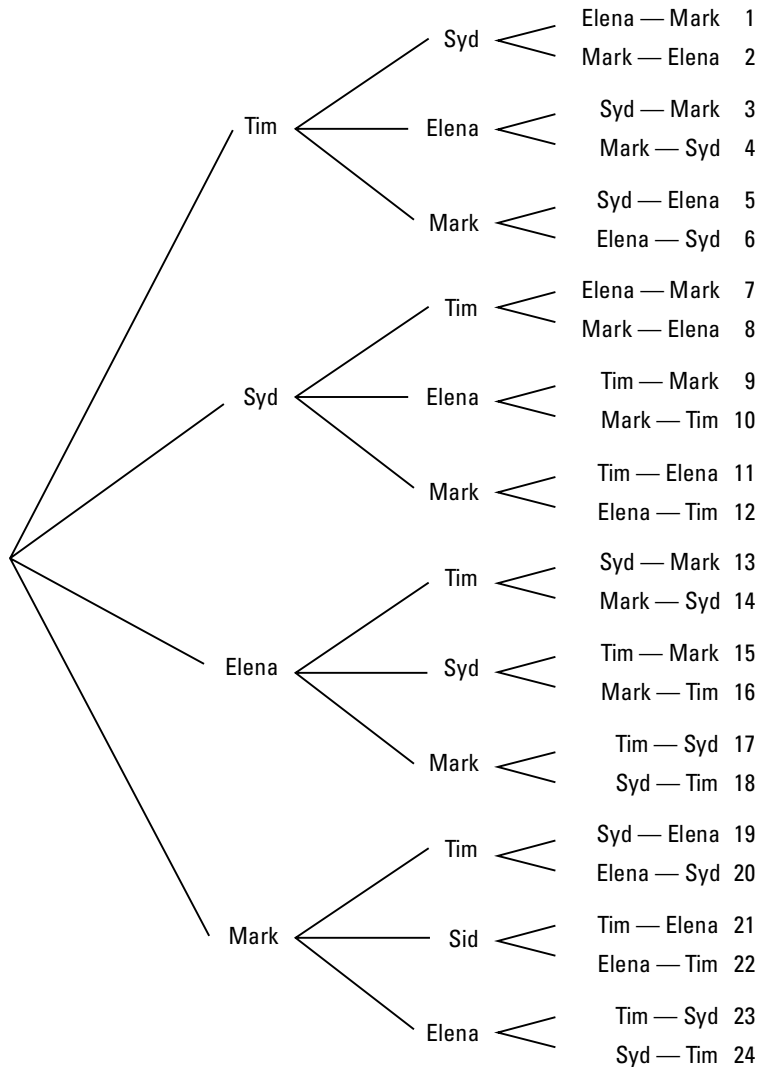 Elena — Mark 1
Syd
Mark — Elena 2
Syd — Mark 3
Tim Elena
Mark — Syd 4
Syd — Elena 5
Mark
Elena — Syd 6
Elena — Mark 7
Tim
Mark — Elena 8
Tim — Mark 9
Syd Elena
Mark — Tim 10
Tim — Elena 11
Mark
Elena — Tim 12
Syd — Mark 13
Tim
Mark — Syd 14
Tim — Mark 15
Elena Syd
Mark — Tim 16
Tim — Syd 17
Mark
Syd — Tim 18
Syd — Elena 19
Tim
Elena — Syd 20
Tim — Elena 21
Mark Sid
Elena — Tim 22
Tim — Syd 23
Elena
Syd — Tim 24